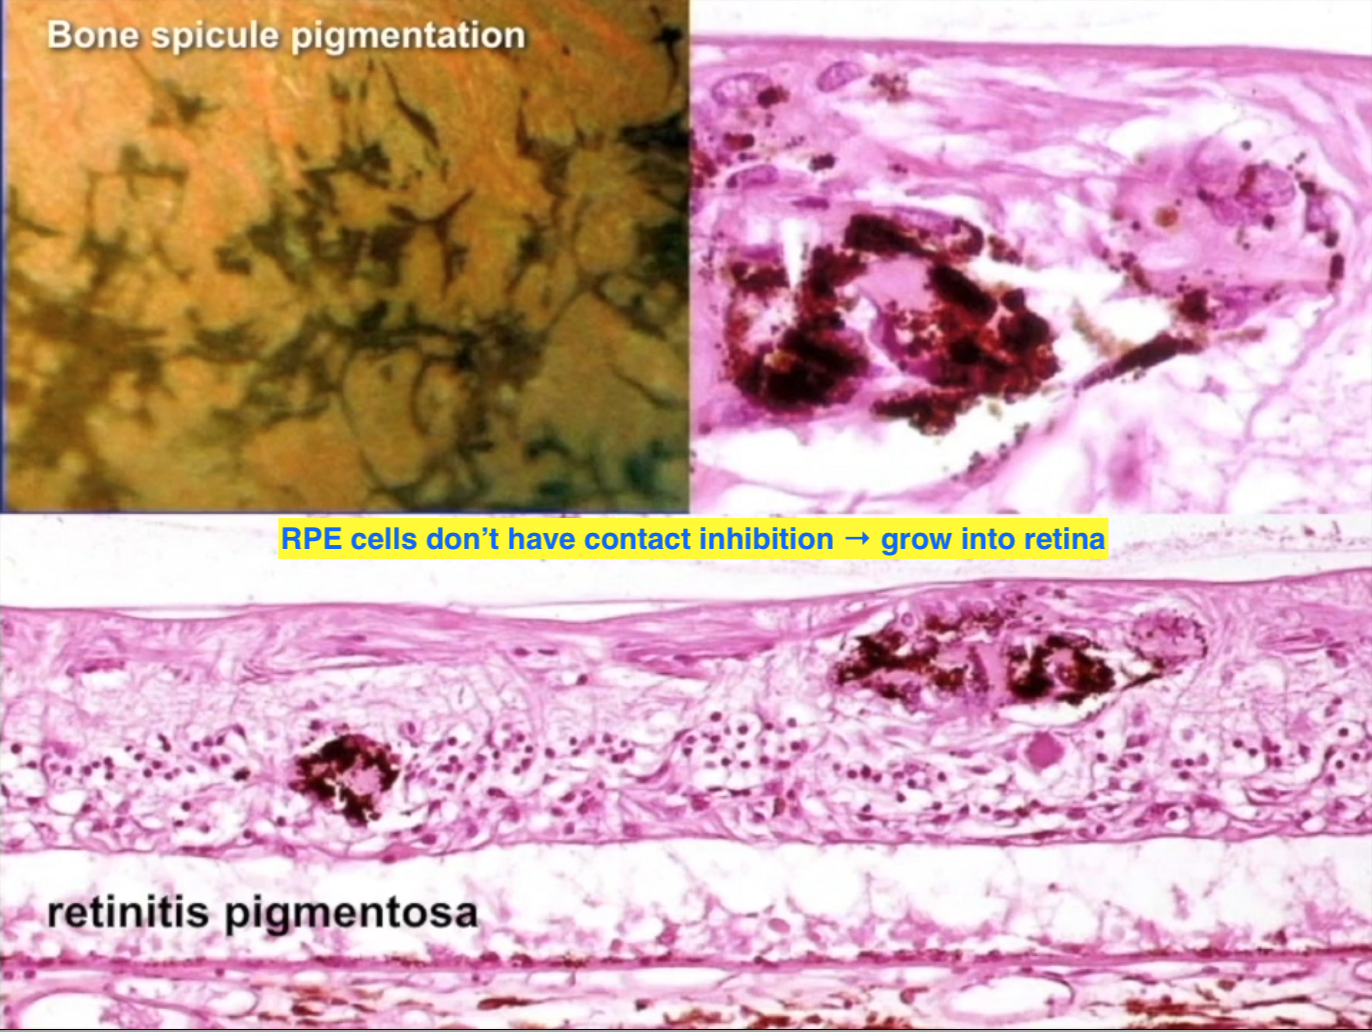 Bone spicule pigmentation
RPE cells don’t have contact inhibition → grow into retina
retinitis pigmentosa